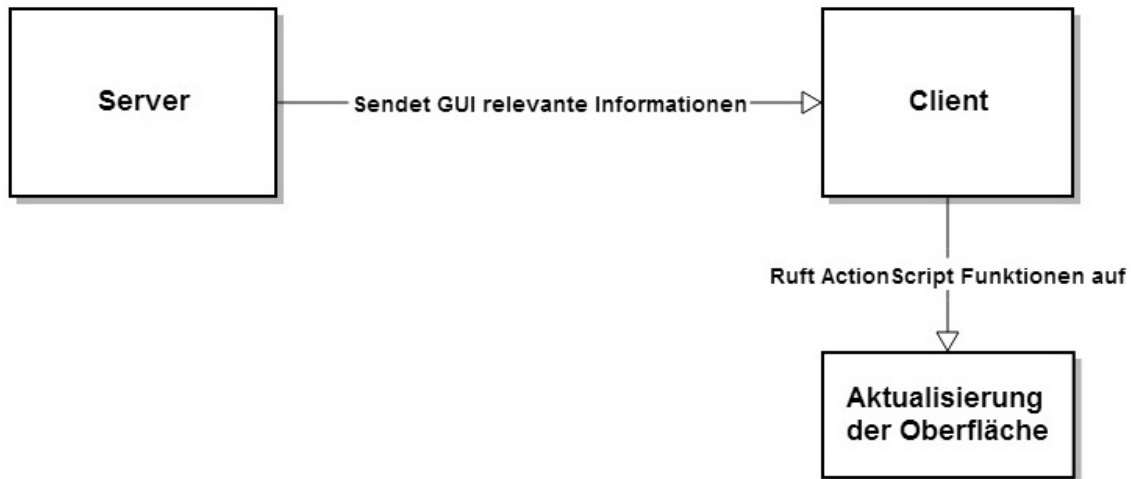 Server
Sendet GUI relevante Informationen
Client
Ruft ActionScript Funktionen auf
Aktualisierung
der Oberfläche